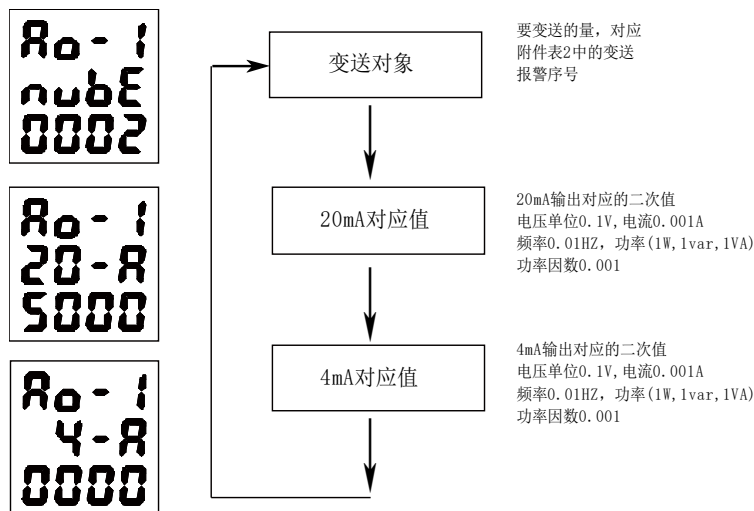 Ao-1
nubE
0002
变送对象
要变送的量，对应
附件表2中的变送
报警序号
Ao-1
20-A
5000
20mA对应值
20mA输出对应的二次值
电压单位0.1V,电流0.001A
频率0.01HZ，功率(1W,1var,1VA)
功率因数0.001
Ao-1
4-A
0000
4mA对应值
4mA输出对应的二次值
电压单位0.1V,电流0.001A
频率0.01HZ，功率(1W,1var,1VA)
功率因数0.001